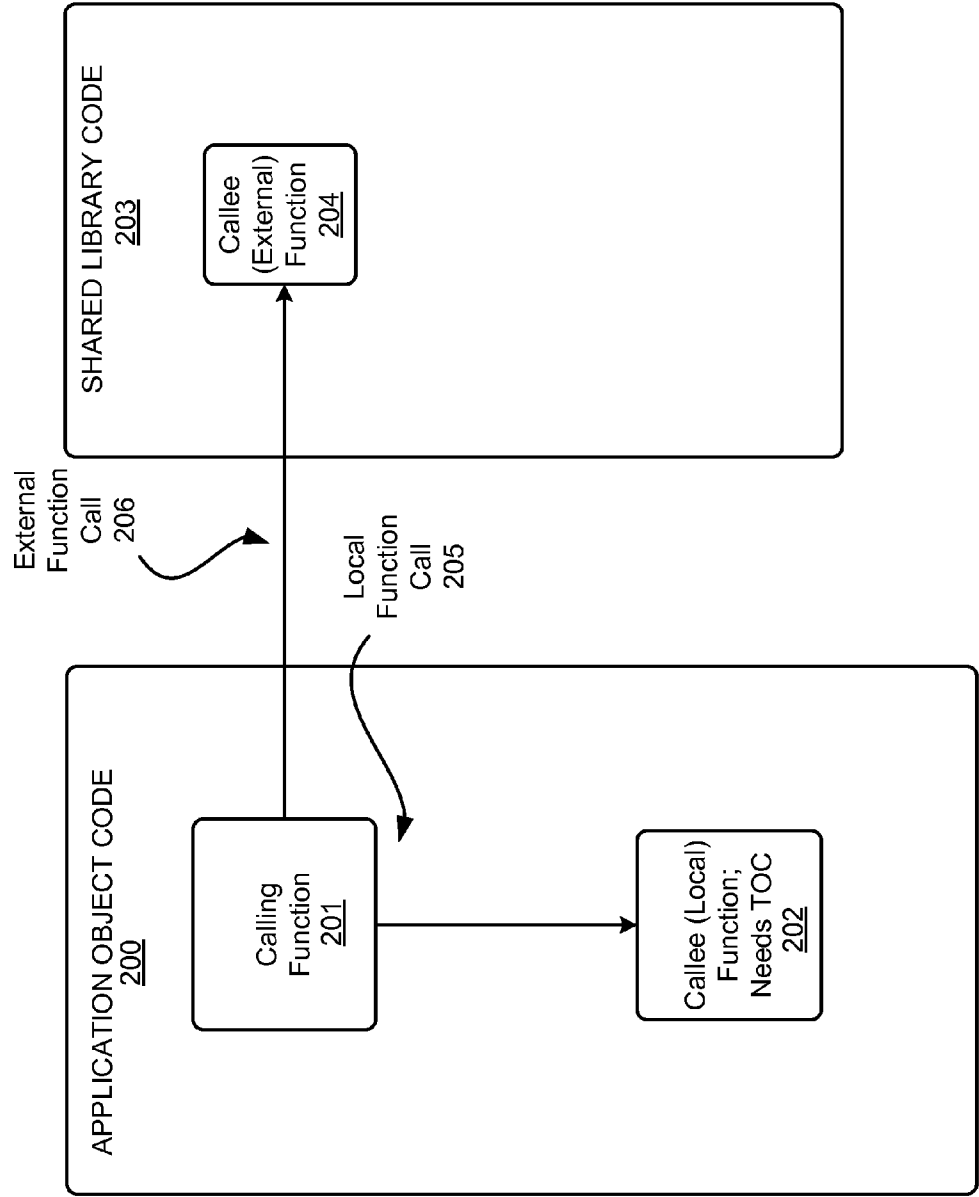 APPLICATION OBJECT CODE
200
Calling
Function
201
Callee (Local)
Function;
Needs TOC
202
Local
Function
Call
205
External
Function
Call
206
SHARED LIBRARY CODE
203
Callee
(External)
Function
204